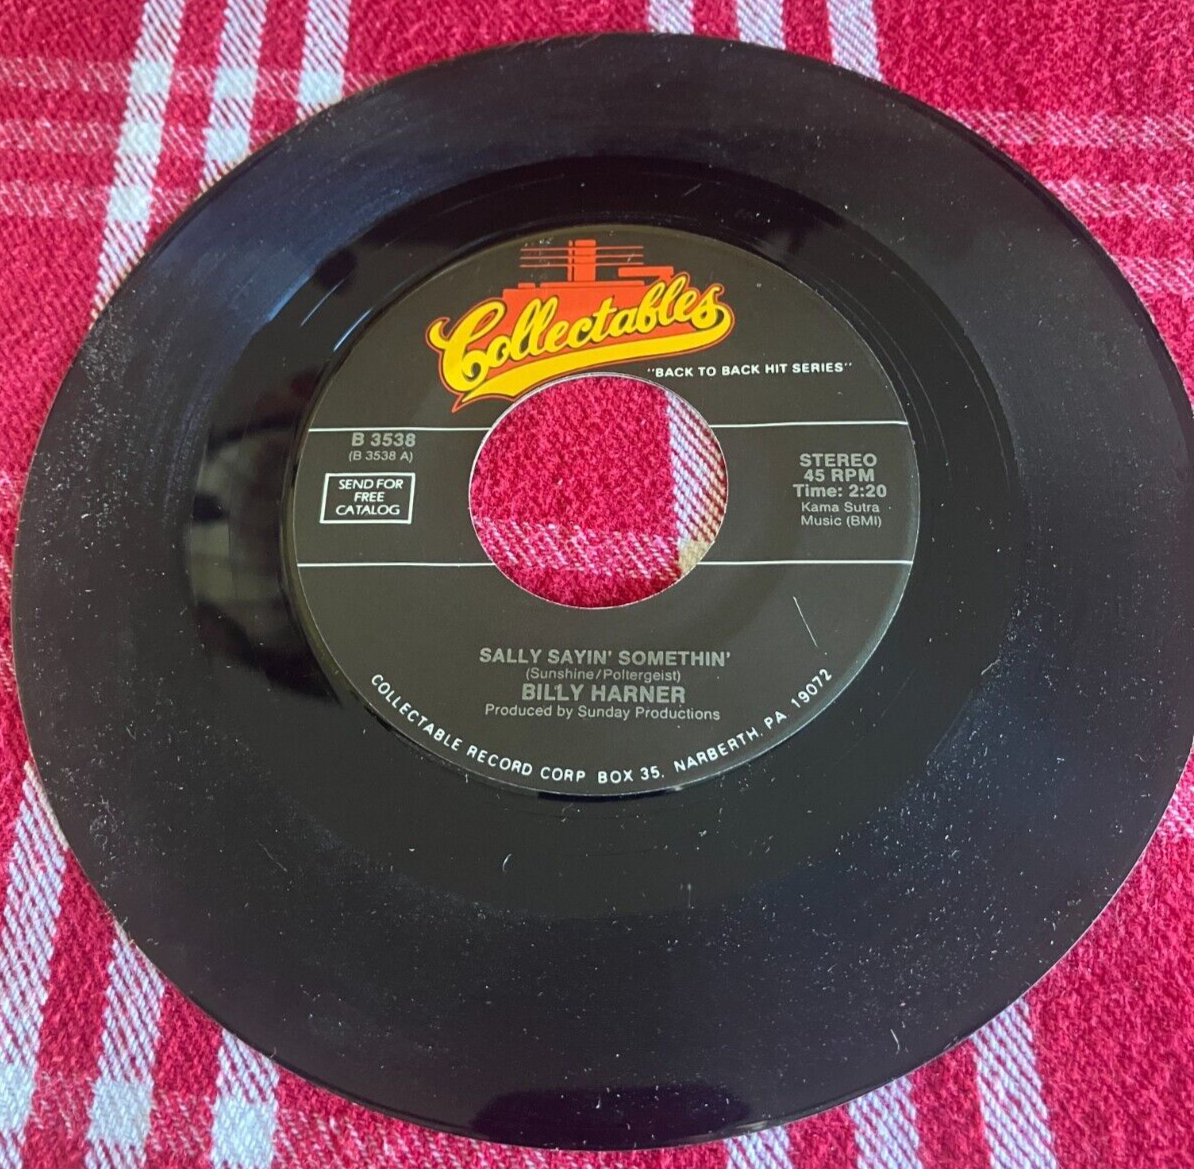 Collectables
"BACK TO BACK HIT SERIES"
B 3538
(B 3538 A)
SEND FOR
FREE
CATALOG
STEREO
45 RPM
Time: 2:20
Kama Sutra
Music (BMI)
SALLY SAYIN' SOMETHIN'
(Sunshine/Poltergeist)
BILLY HARNER
Produced by Sunday Productions
COLLECTABLE RECORD CORP BOX 35, NARBERTH, PA 19072